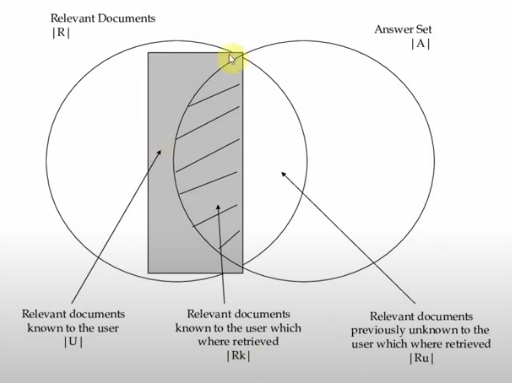 Relevant Documents
|R|
Answer Set
|A|
Relevant documents
known to the user
|U|
Relevant documents
known to the user which
where retrieved
|Rk|
Relevant documents
previously unknown to the
user which where retrieved
|Ru|